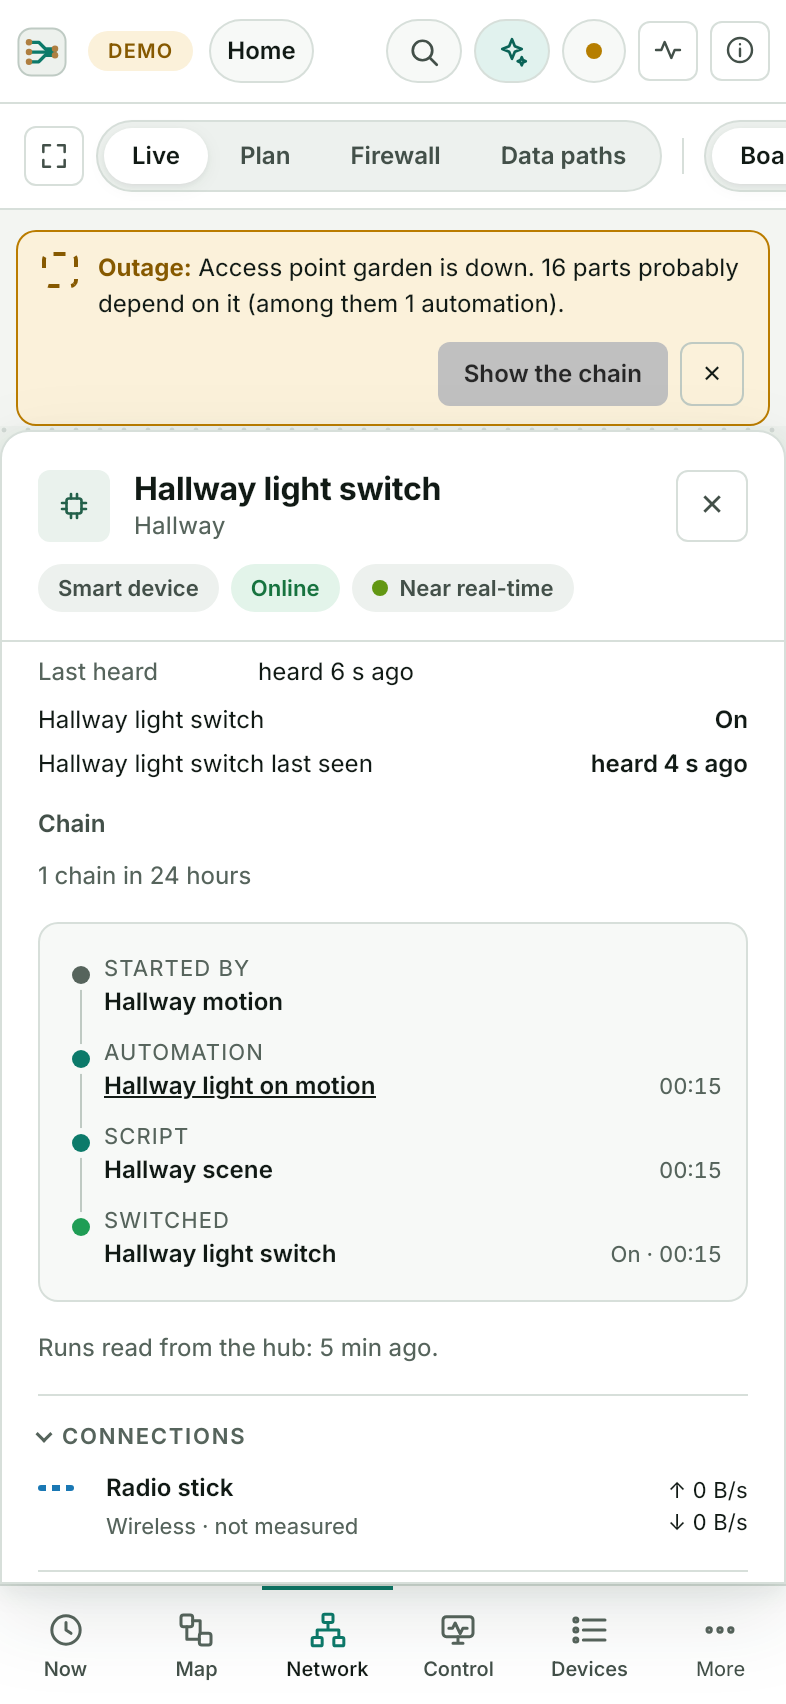 DEMO
Home
Live
Plan
Firewall
Data paths
Boa
Outage: Access point garden is down. 16 parts probably
depend on it (among them 1 automation).
Show the chain
Hallway light switch
Hallway
Smart device
Online
Near real-time
Last heard heard 6 s ago
Hallway light switch On
Hallway light switch last seen heard 4 s ago
Chain
1 chain in 24 hours
STARTED BY
Hallway motion
AUTOMATION
Hallway light on motion 00:15
SCRIPT
Hallway scene 00:15
SWITCHED
Hallway light switch On · 00:15
Runs read from the hub: 5 min ago.
CONNECTIONS
Radio stick ↑ 0 B/s
Wireless · not measured ↓ 0 B/s
Now
Map
Network
Control
Devices
More